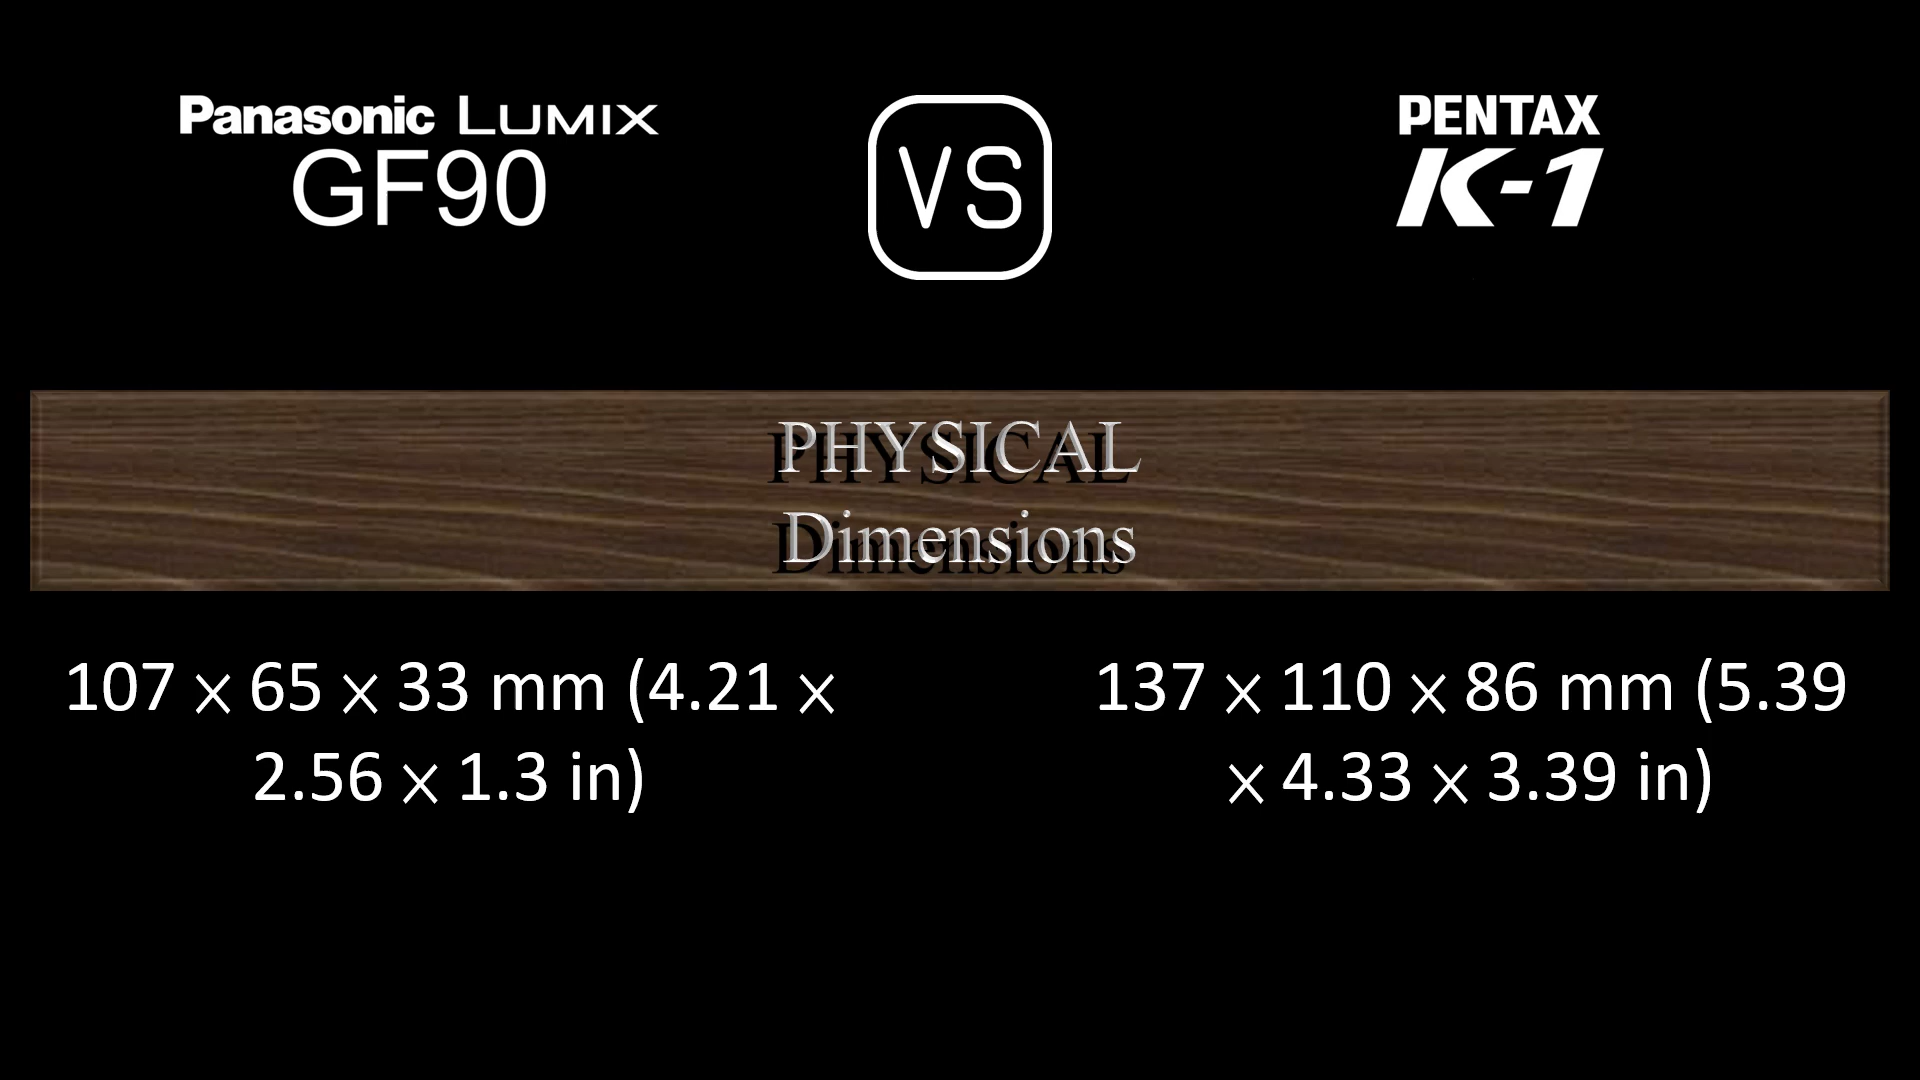 Panasonic LUMIX
GF90
VS
PENTAX
K-1
PHYSICAL
Dimensions
107 x 65 x 33 mm (4.21 x
2.56 x 1.3 in)
137 x 110 x 86 mm (5.39
x 4.33 x 3.39 in)